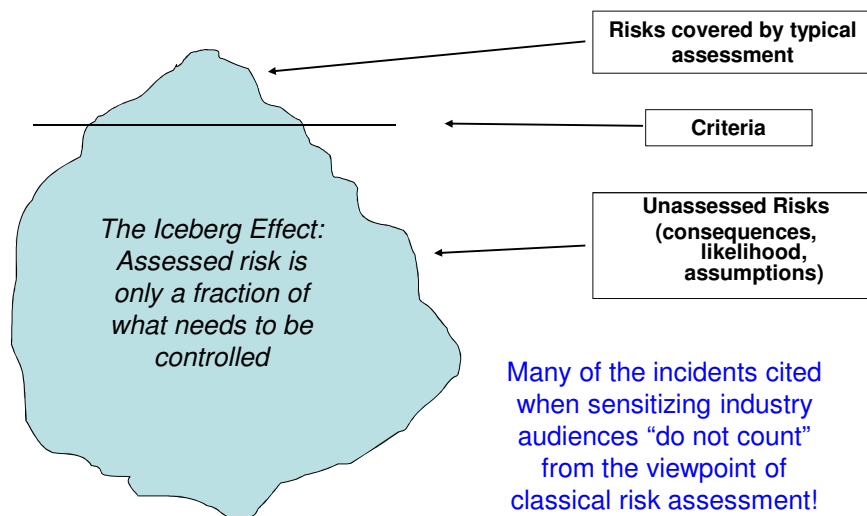 Risks covered by typical
assessment
Criteria
Unassessed Risks
(consequences,
likelihood,
assumptions)
The Iceberg Effect:
Assessed risk is
only a fraction of
what needs to be
controlled
Many of the incidents cited
when sensitizing industry
audiences “do not count”
from the viewpoint of
classical risk assessment!